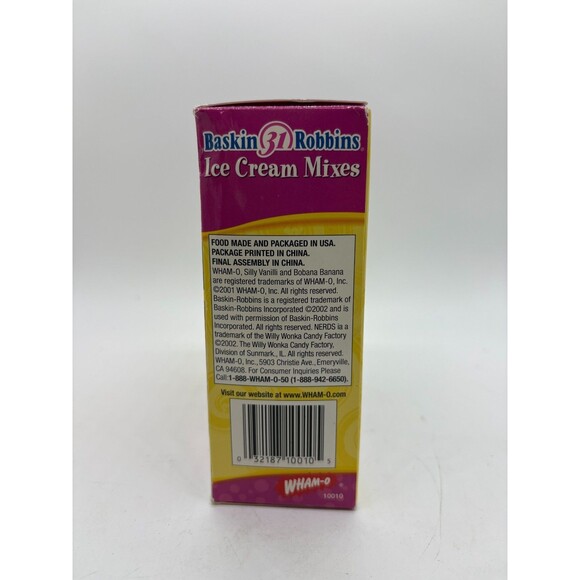 Baskin 31 Robbins
Ice Cream Mixes
FOOD MADE AND PACKAGED IN USA.
PACKAGE PRINTED IN CHINA.
FINAL ASSEMBLY IN CHINA.
WHAM-O, Silly Vanilli and Bobana Banana
are registered trademarks of WHAM-O, Inc.
©2001 WHAM-O, Inc. All rights reserved.
Baskin-Robbins is a registered trademark of
Baskin-Robbins Incorporated ©2002 and is
used with permission of Baskin-Robbins
Incorporated. All rights reserved. NERDS is a
trademark of the Willy Wonka Candy Factory,
©2002. The Willy Wonka Candy Factory,
Division of Sunmark., IL. All rights reserved.
WHAM-O, Inc., 5903 Christie Ave., Emeryville,
CA 94608. For Consumer Inquiries Please
Call:1-888-WHAM-O-50 (1-888-942-6650).
Visit our website at www.WHAM-O.com
0 32187 10010 5
WHAM-O ®
10010